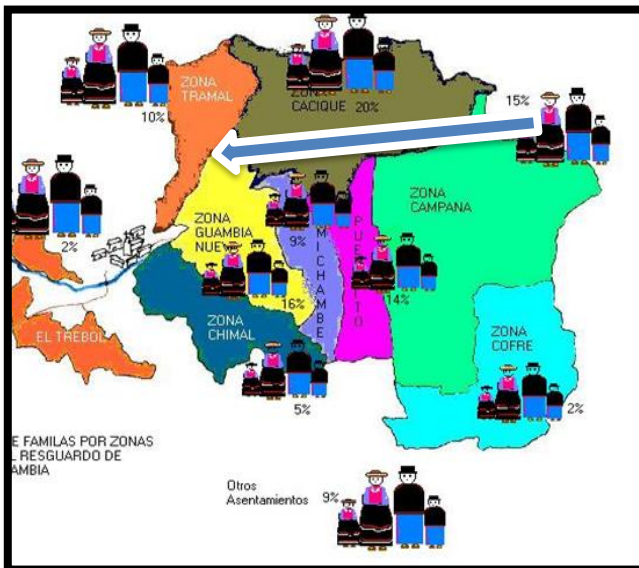 ZONA
TRAMAL
10%
CACIQUE
20%
15%
ZONA
CAMPANA
2%
ZONA
GUAMBIA
16%
9%
MICHAMBE
14%
ZONA
CHIMAL
5%
EL TREBOL
ZONA
COFRE
2%
E FAMILAS POR ZONAS
L RESGUARDO DE
AMBIA
Otros
Asentamientos
9%